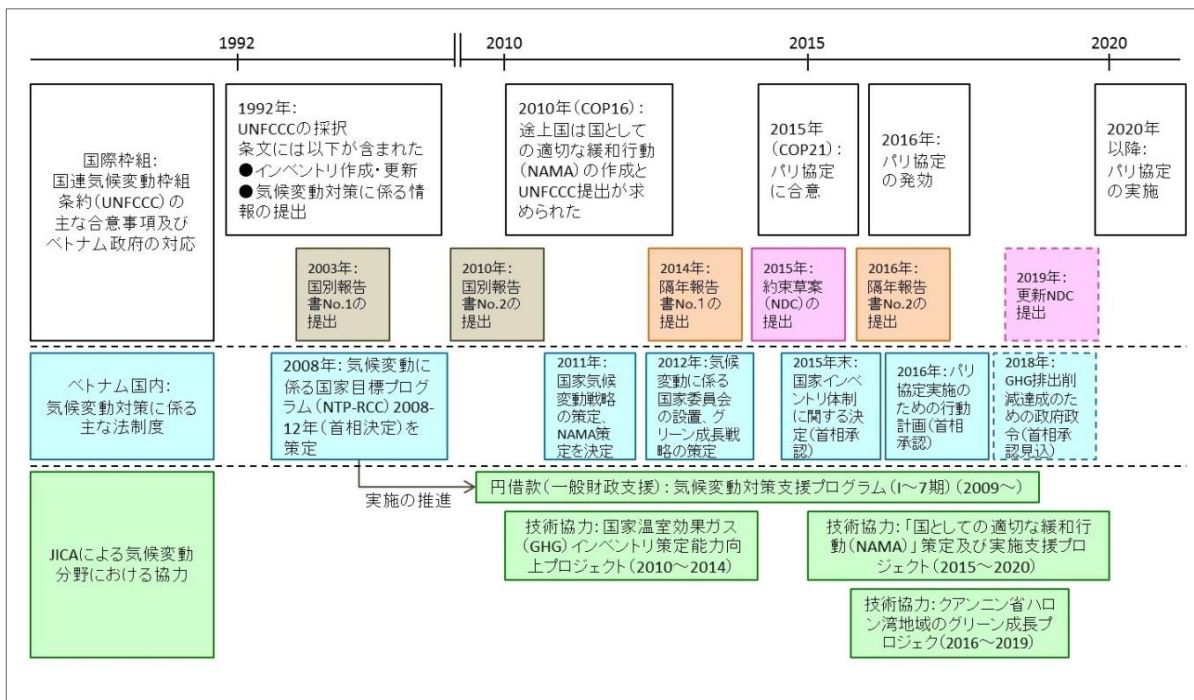 1992
2010
2015
2020
国際枠組:
国連気候変動枠組
条約(UNFCCC)の
主な合意事項及び
ベトナム政府の対応
1992年:
UNFCCCの採択
条文には以下が含まれた
●インベントリ作成・更新
●気候変動対策に係る情
報の提出
2010年(COP16):
途上国は国として
の適切な緩和行動
(NAMA)の作成と
UNFCCC提出が求
められた
2015年
(COP21):
パリ協定
に合意
2016年:
パリ協定
の発効
2020年
以降:パ
リ協定の
実施
2003年:
国別報告
書No.1の
提出
2010年:
国別報告
書No.2の
提出
2014年:
隔年報告
書No.1の
提出
2015年:
約束草案
(NDC)の
提出
2016年:
隔年報告
書No.2の
提出
2019年:
更新NDC
提出
ベトナム国内:
気候変動対策に係る
主な法制度
2008年:気候変動に
係る国家目標プログ
ラム(NTP-RCC)2008-
12年(首相決定)を
策定
2011年:
国家気候
変動戦略
の策定、
NAMA策
定を決定
2012年:気候
変動に係る
国家委員会
の設置、グ
リーン成長戦
略の策定
2015年末:
国家インベ
ントリ体制
に関する決
定(首相承
認)
2016年:パリ
協定実施の
ための行動
計画(首相
承認)
2018年:
GHG排出削
減達成のた
めの政府政
令(首相承
認見込)
JICAによる気候変動
分野における協力
実施の推進
円借款(一般財政支援):気候変動対策支援プログラム(I~7期)(2009~)
技術協力:国家温室効果ガス
(GHG)インベントリ策定能力向
上プロジェクト(2010~2014)
技術協力:「国としての適切な緩和行
動(NAMA)」策定及び実施支援プロ
ジェクト(2015~2020)
技術協力:クアンニン省ハロ
ン湾地域のグリーン成長プ
ロジェク(2016~2019)